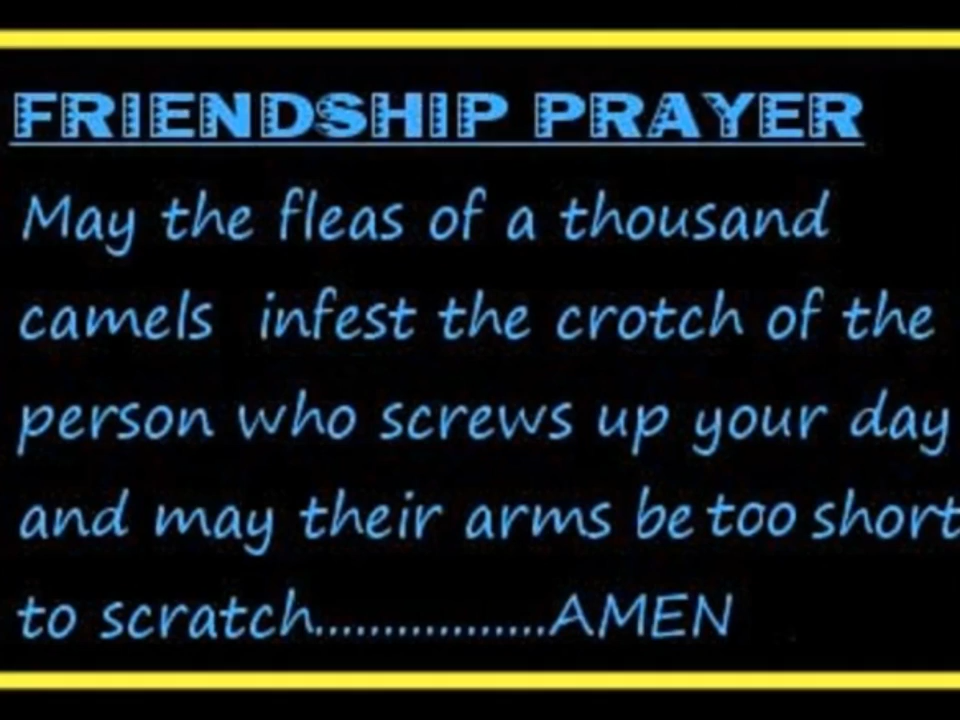 FRIENDSHIP PRAYER
May the fleas of a thousand
camels infest the crotch of the
person who screws up your day
and may their arms be too short
to scratch.................AMEN